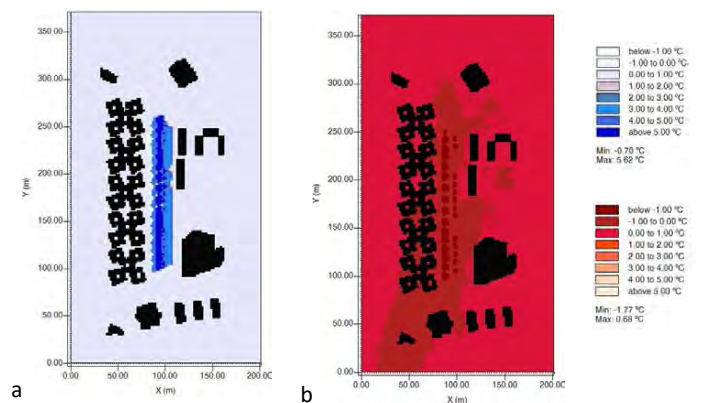 350.00
300.00
250.00
200.00
150.00
100.00
50.00
0.00
Y (m)
0.00 50.00 100.00 150.00 200.0C
X (m)
a
350.00
300.00
250.00
200.00
150.00
100.00
50.00
0.00
Y (m)
0.00 50.00 100.00 150.00 200.0C
X (m)
b
below -1.00 °C
-1.00 to 0.00 °C
0.00 to 1.00 °C
1.00 to 2.00 °C
2.00 to 3.00 °C
3.00 to 4.00 °C
4.00 to 5.00 °C
above 5.00 °C
Min: -0.70 °C
Max: 5.62 °C
below -1.00 °C
-1.00 to 0.00 °C
0.00 to 1.00 °C
1.00 to 2.00 °C
2.00 to 3.00 °C
3.00 to 4.00 °C
4.00 to 5.00 °C
above 5.00 °C
Min: -1.77 °C
Max: 0.68 °C